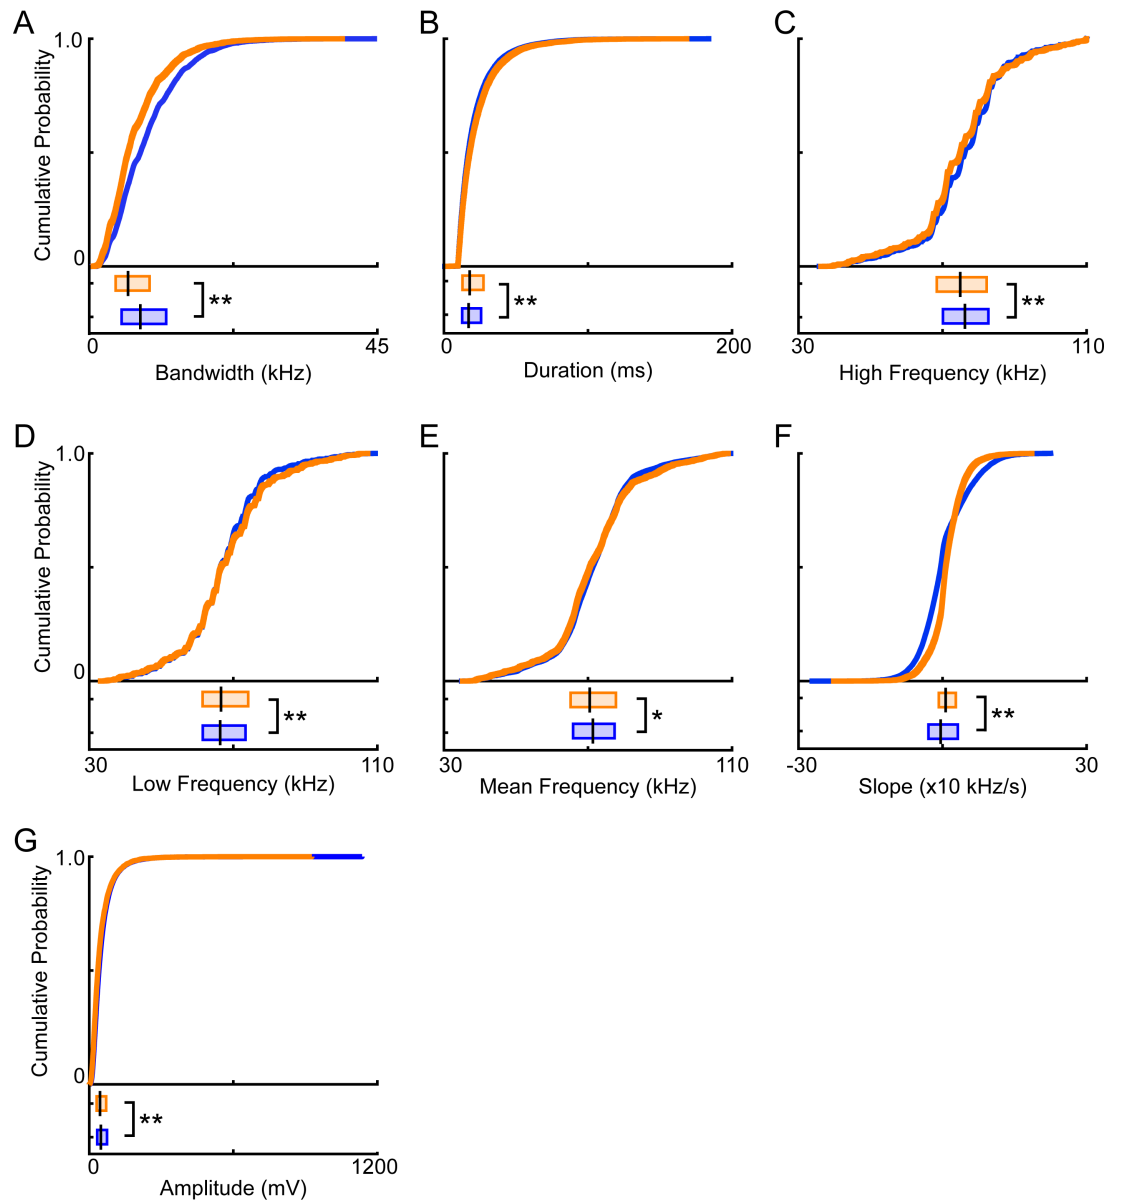 A
B
C
Cumulative Probability
1.0
0
**
**
**
0
45
0
200
30
110
Bandwidth (kHz)
Duration (ms)
High Frequency (kHz)
D
E
F
Cumulative Probability
1.0
0
**
*
**
30
110
30
110
-30
30
Low Frequency (kHz)
Mean Frequency (kHz)
Slope (x10 kHz/s)
G
Cumulative Probability
1.0
0
**
0
1200
Amplitude (mV)